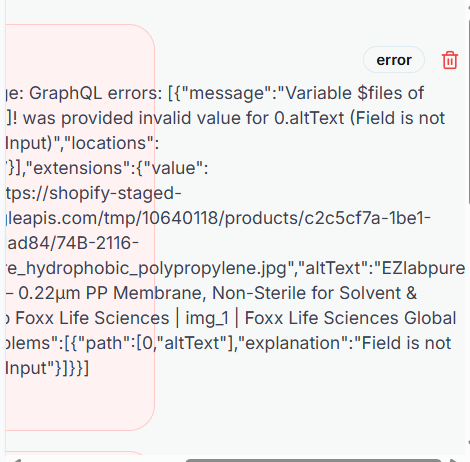 error
ge: GraphQL errors: [{"message":"Variable $files of
]! was provided invalid value for 0.altText (Field is not
Input)","locations":
"}],"extensions":{"value":
tps://shopify-staged-
gleapis.com/tmp/10640118/products/c2c5cf7a-1be1-
ad84/74B-2116-
re_hydrophobic_polypropylene.jpg","altText":"EZlabpure
– 0.22µm PP Membrane, Non-Sterile for Solvent &
Foxx Life Sciences | img_1 | Foxx Life Sciences Global
blems":[{"path":[0,"altText"],"explanation":"Field is not
Input"}]}}]